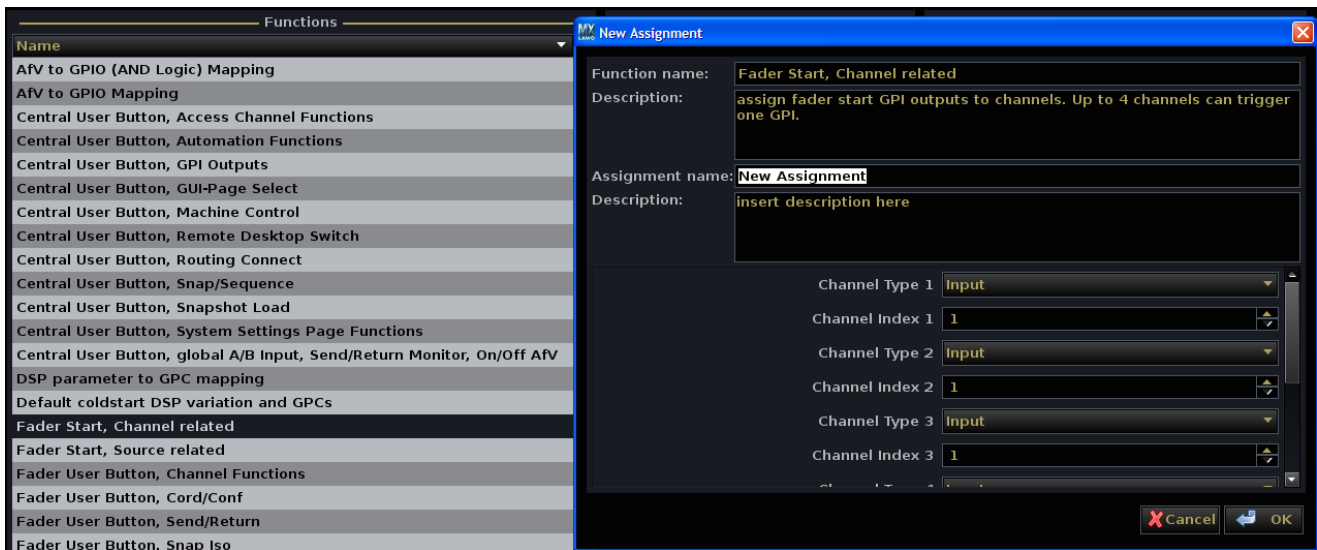 Functions
Name
AfV to GPIO (AND Logic) Mapping
AfV to GPIO Mapping
Central User Button, Access Channel Functions
Central User Button, Automation Functions
Central User Button, GPI Outputs
Central User Button, GUI-Page Select
Central User Button, Machine Control
Central User Button, Remote Desktop Switch
Central User Button, Routing Connect
Central User Button, Snap/Sequence
Central User Button, Snapshot Load
Central User Button, System Settings Page Functions
Central User Button, global A/B Input, Send/Return Monitor, On/Off AfV
DSP parameter to GPC mapping
Default coldstart DSP variation and GPCs
Fader Start, Channel related
Fader Start, Source related
Fader User Button, Channel Functions
Fader User Button, Cord/Conf
Fader User Button, Send/Return
Fader User Button, Snap Iso
MX
LAWO
New Assignment
Function name: Fader Start, Channel related
Description: assign fader start GPI outputs to channels. Up to 4 channels can trigger
one GPI.
Assignment name: New Assignment
Description: insert description here
Channel Type 1 Input
Channel Index 1 1
Channel Type 2 Input
Channel Index 2 1
Channel Type 3 Input
Channel Index 3 1
Cancel OK